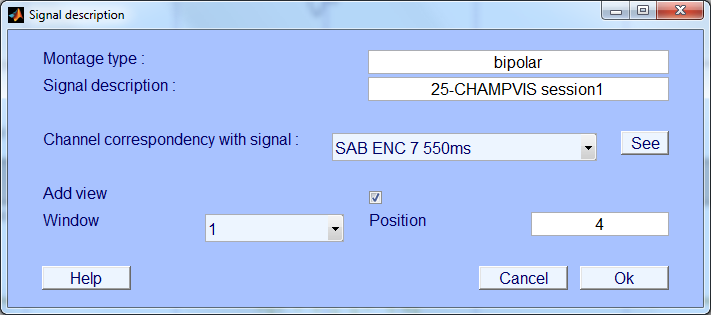 Signal description
Montage type :
bipolar
Signal description :
25-CHAMPVIS session1
Channel correspondency with signal :
SAB ENC 7 550ms
See
Add view
Window
1
Position
4
Help
Cancel
Ok